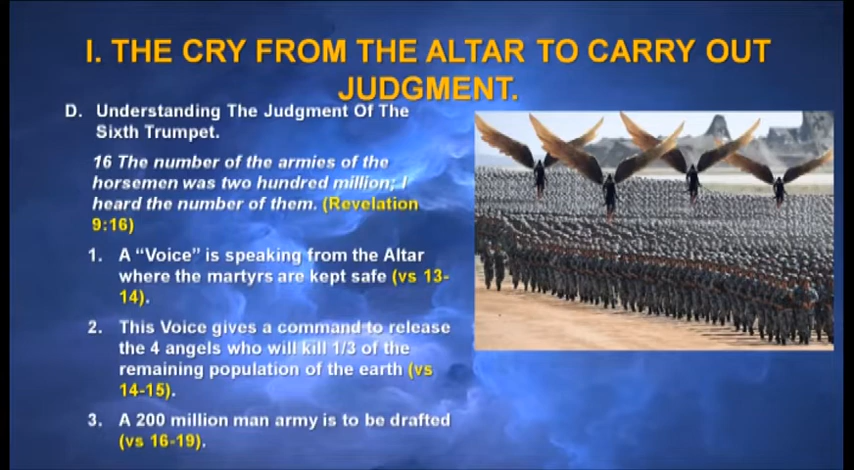 I. THE CRY FROM THE ALTAR TO CARRY OUT
JUDGMENT.
D. Understanding The Judgment Of The
Sixth Trumpet.
16 The number of the armies of the
horsemen was two hundred million; I
heard the number of them. (Revelation
9:16)
1. A “Voice” is speaking from the Altar
where the martyrs are kept safe (vs 13-
14).
2. This Voice gives a command to release
the 4 angels who will kill 1/3 of the
remaining population of the earth (vs
14-15).
3. A 200 million man army is to be drafted
(vs 16-19).